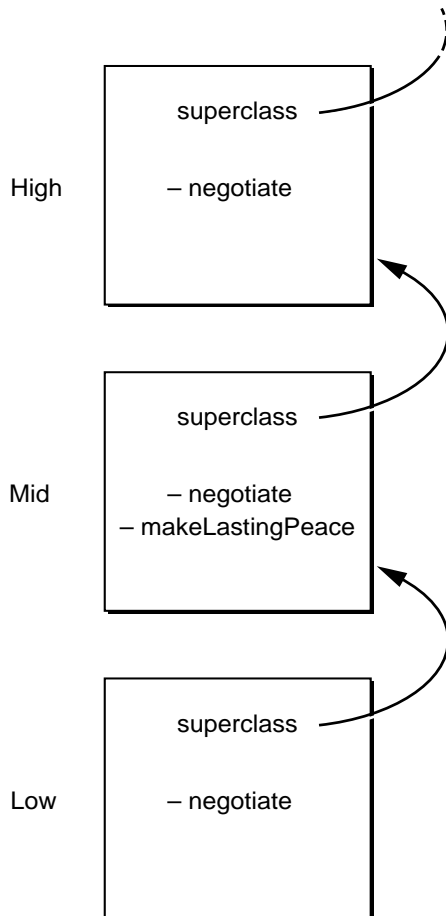 superclass
High
– negotiate
superclass
Mid
– negotiate
– makeLastingPeace
superclass
Low
– negotiate